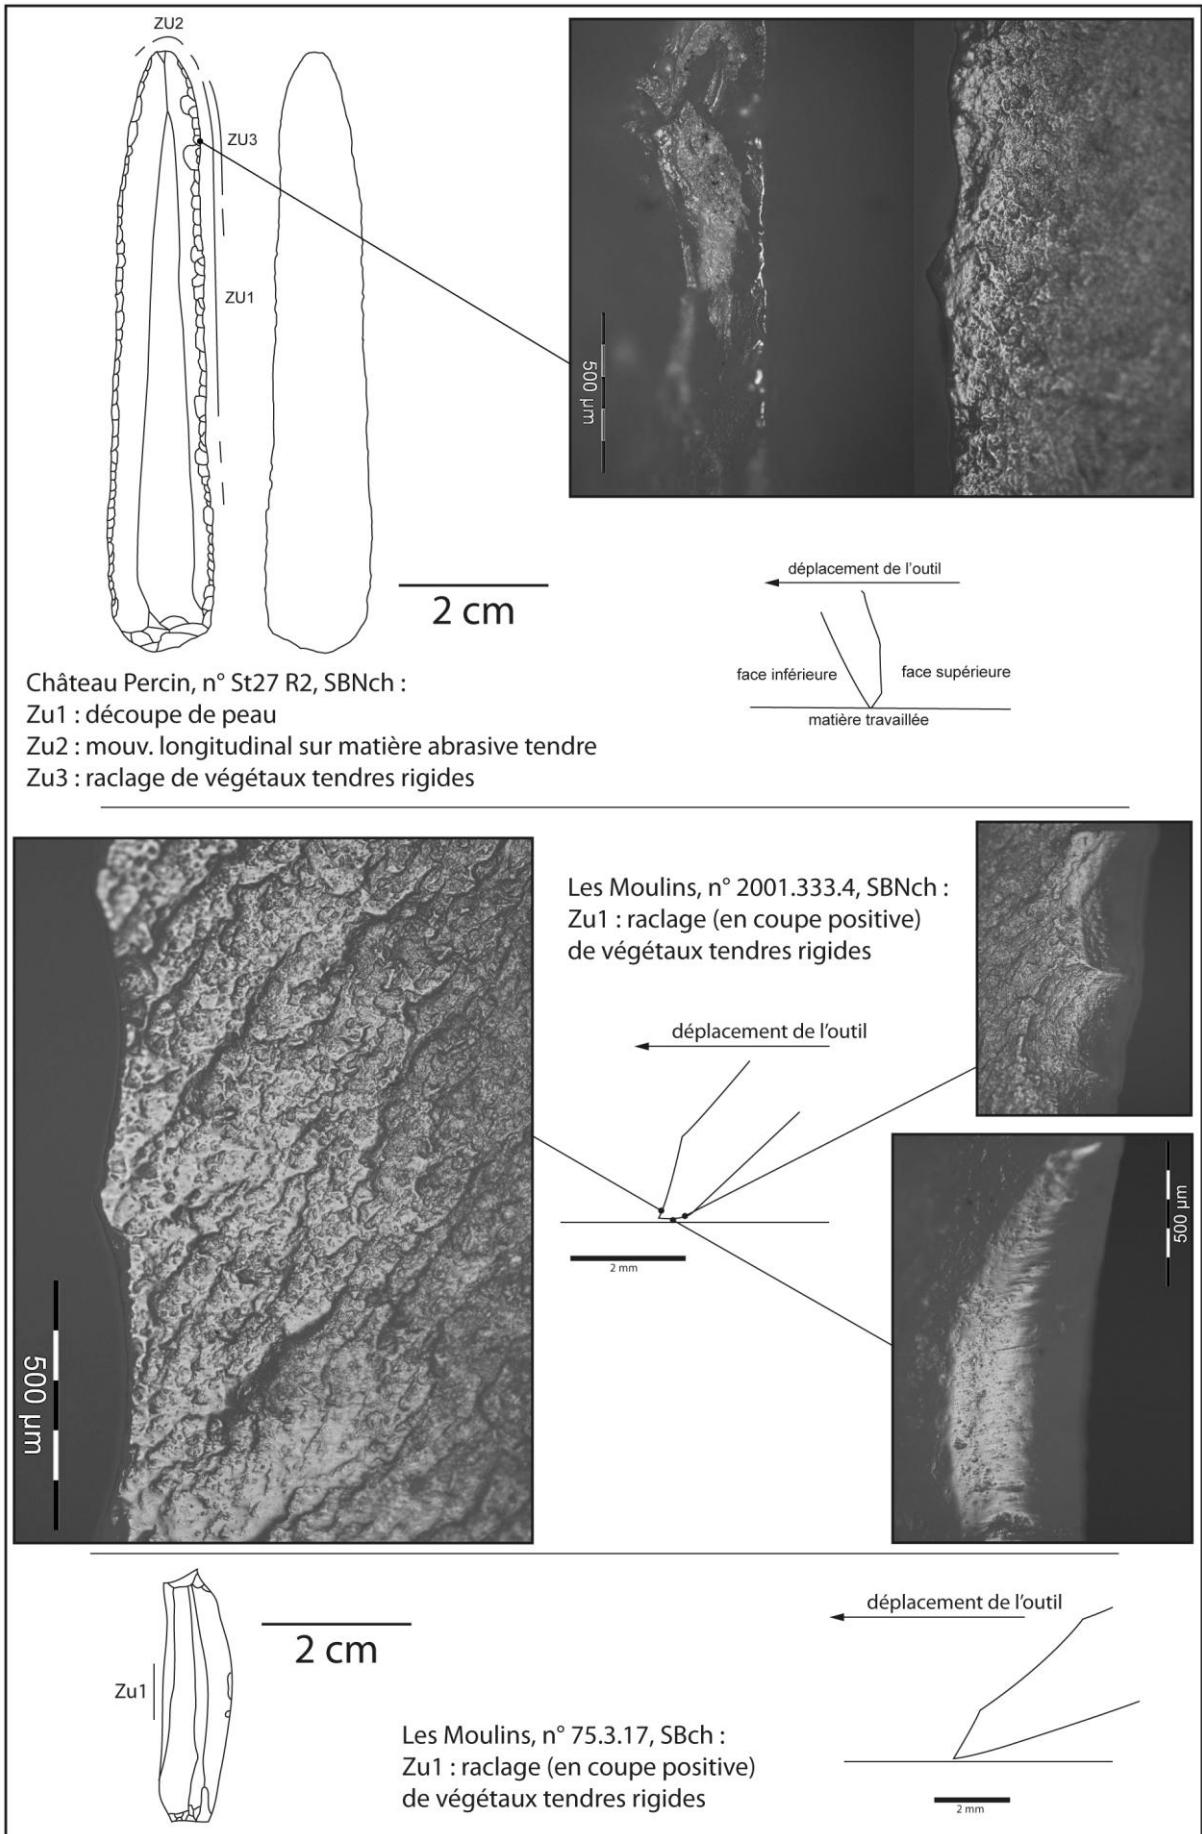 ZU2
ZU3
ZU1
500 µm
2 cm
déplacement de l'outil
face inférieure
face supérieure
matière travaillée
Château Percin, n° St27 R2, SBNch :
Zu1 : découpe de peau
Zu2 : mouv. longitudinal sur matière abrasive tendre
Zu3 : raclage de végétaux tendres rigides
Les Moulins, n° 2001.333.4, SBNch :
Zu1 : raclage (en coupe positive)
de végétaux tendres rigides
déplacement de l'outil
2 mm
500 µm
500 µm
Zu1
2 cm
déplacement de l'outil
Les Moulins, n° 75.3.17, SBch :
Zu1 : raclage (en coupe positive)
de végétaux tendres rigides
2 mm